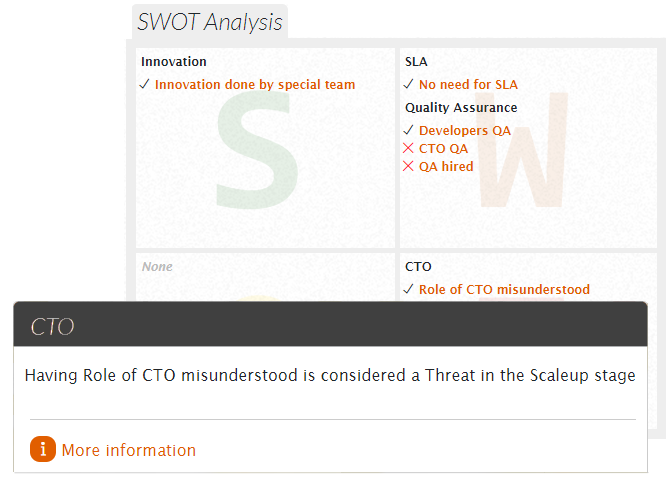 SWOT Analysis
Innovation
✓ Innovation done by special team
S
SLA
✓ No need for SLA
Quality Assurance
✓ Developers QA
✕ CTO QA
✕ QA hired
W
None
CTO
✓ Role of CTO misunderstood
CTO
Having Role of CTO misunderstood is considered a Threat in the Scaleup stage
i More information